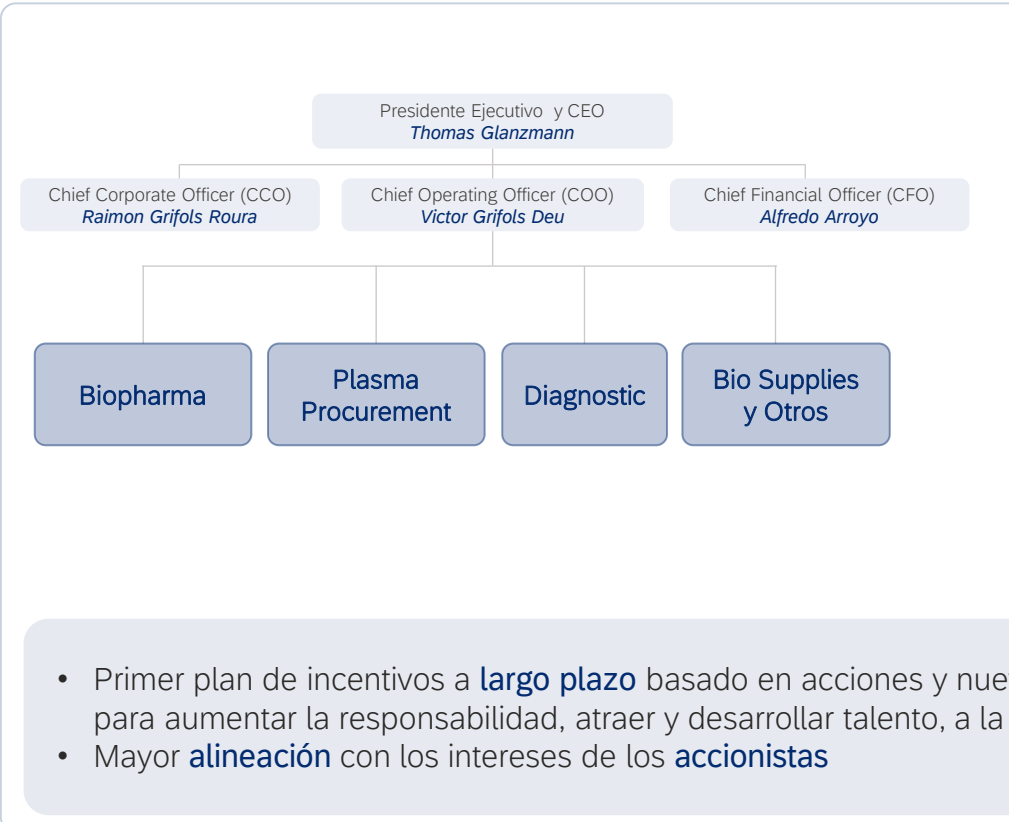 Presidente Ejecutivo y CEO
Thomas Glanzmann
Chief Corporate Officer (CCO)
Raimon Grifols Roura
Chief Operating Officer (COO)
Victor Grifols Deu
Chief Financial Officer (CFO)
Alfredo Arroyo
Biopharma
Plasma
Procurement
Diagnostic
Bio Supplies
y Otros
• Primer plan de incentivos a largo plazo basado en acciones y
para aumentar la responsabilidad, atraer y desarrollar talento, a la
• Mayor alineación con los intereses de los accionistas